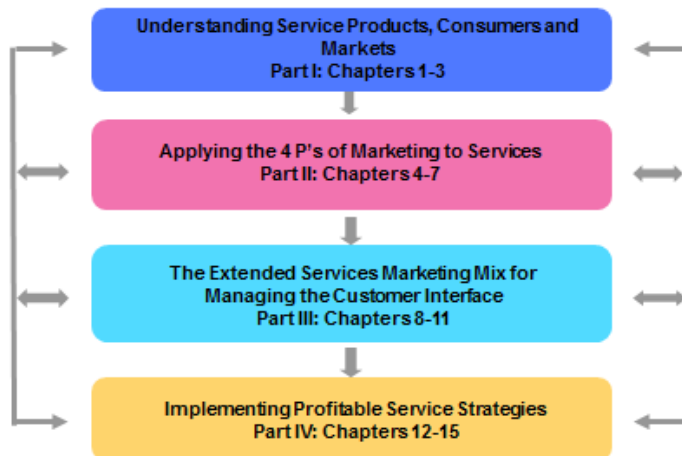 Understanding Service Products, Consumers and
Markets
Part I: Chapters 1-3
Applying the 4 P's of Marketing to Services
Part II: Chapters 4-7
The Extended Services Marketing Mix for
Managing the Customer Interface
Part III: Chapters 8-11
Implementing Profitable Service Strategies
Part IV: Chapters 12-15